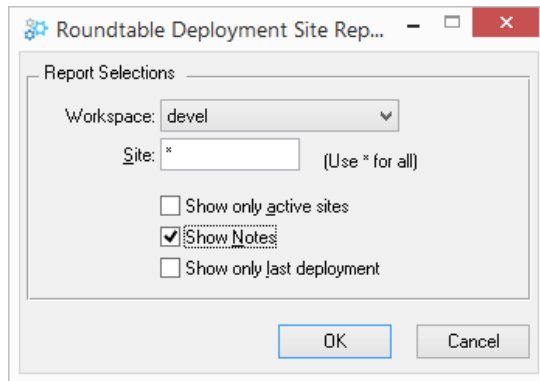 Roundtable Deployment Site Rep...
Report Selections
Workspace: devel
Site: * (Use * for all)
Show only active sites
Show Notes
Show only last deployment
OK Cancel